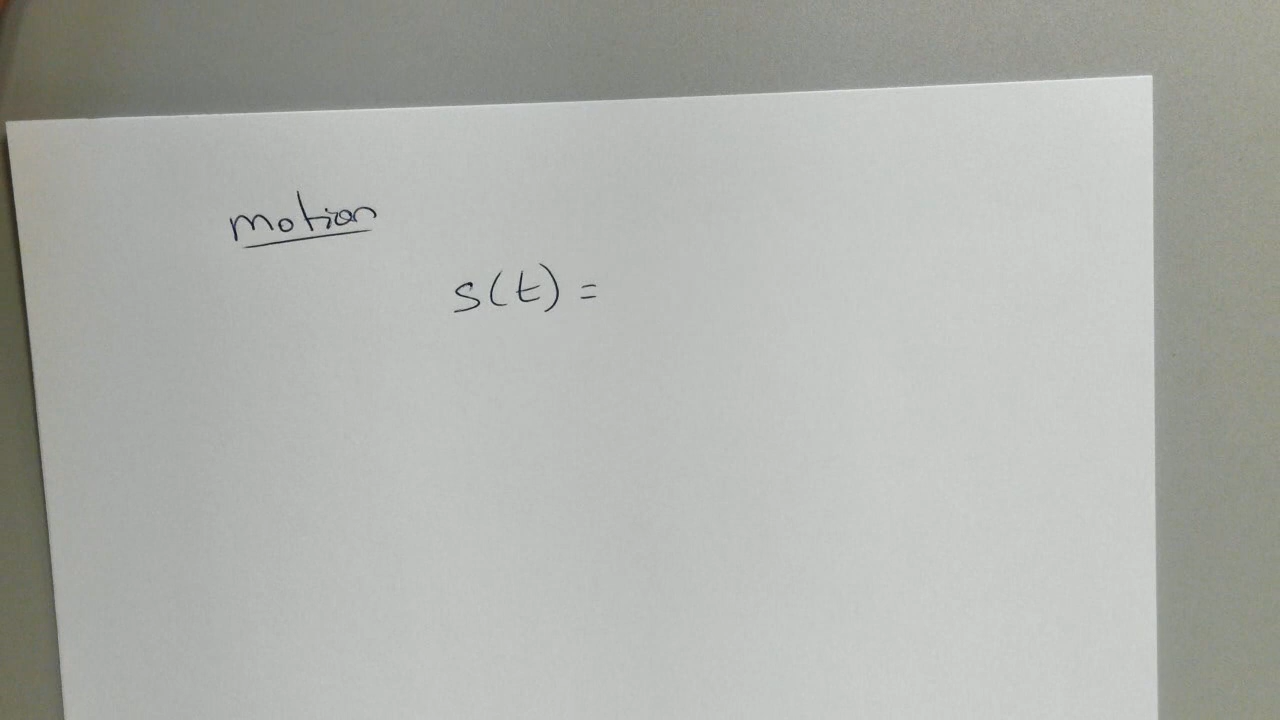 motion
s(t) =